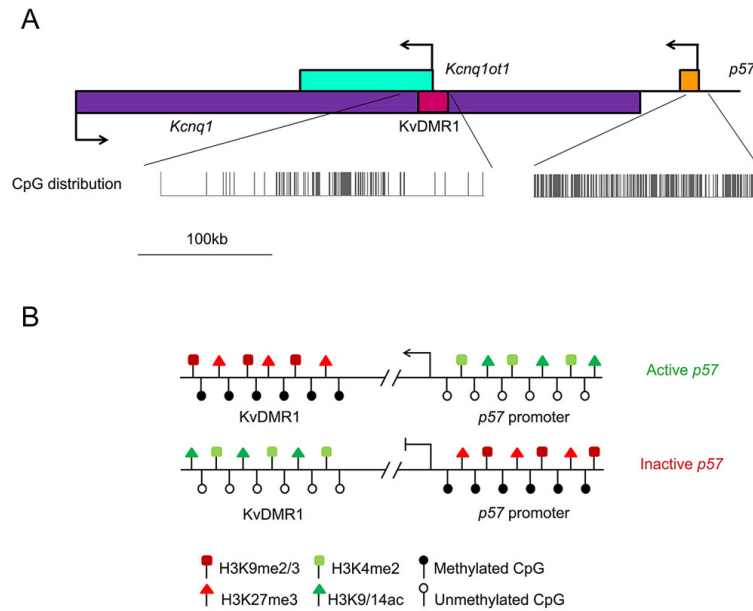 A
Kcnq1ot1
p57
Kcnq1
KvDMR1
CpG distribution
100kb
B
Active p57
KvDMR1
p57 promoter
Inactive p57
KvDMR1
p57 promoter
H3K9me2/3
H3K4me2
Methylated CpG
H3K27me3
H3K9/14ac
Unmethylated CpG